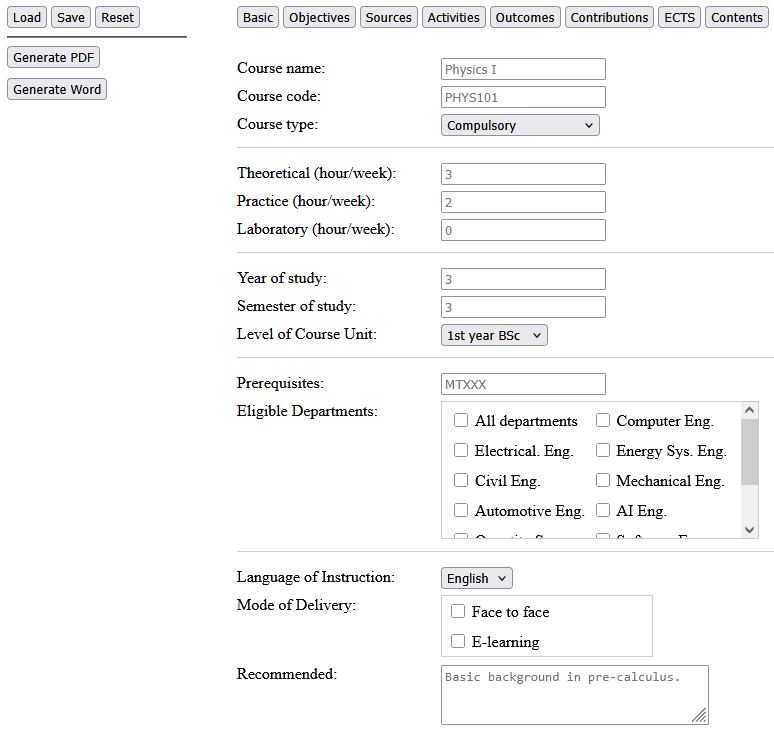 Load Save Reset
Generate PDF
Generate Word
Basic Objectives Sources Activities Outcomes Contributions ECTS Contents
Course name: Physics I
Course code: PHYS101
Course type: Compulsory
Theoretical (hour/week): 3
Practice (hour/week): 2
Laboratory (hour/week): 0
Year of study: 3
Semester of study: 3
Level of Course Unit: 1st year BSc
Prerequisites: MTXXX
Eligible Departments:
All departments Computer Eng.
Electrical. Eng. Energy Sys. Eng.
Civil Eng. Mechanical Eng.
Automotive Eng. AI Eng.
Language of Instruction: English
Mode of Delivery:
Face to face
E-learning
Recommended: Basic background in pre-calculus.